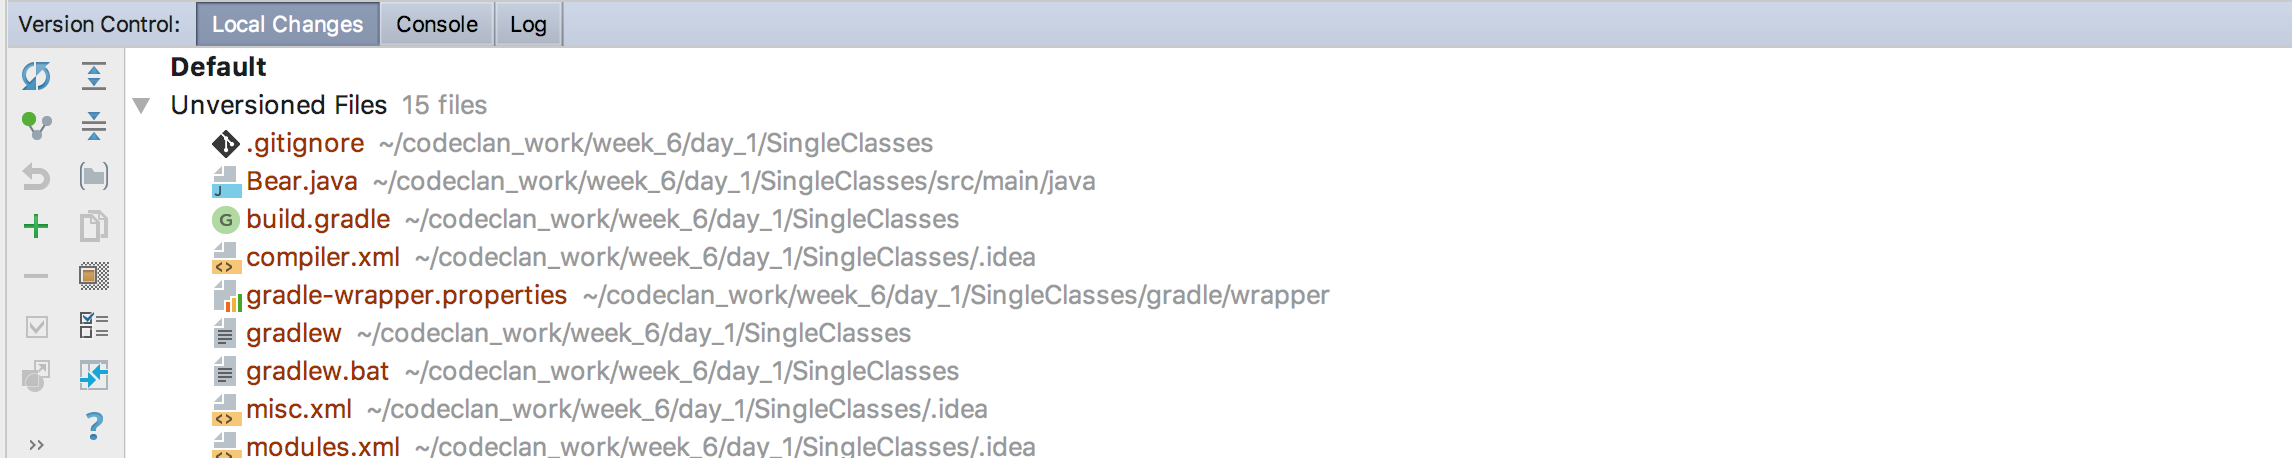 Version Control: Local Changes Console Log
Default
Unversioned Files 15 files
.gitignore ~/codeclan_work/week_6/day_1/SingleClasses
Bear.java ~/codeclan_work/week_6/day_1/SingleClasses/src/main/java
build.gradle ~/codeclan_work/week_6/day_1/SingleClasses
compiler.xml ~/codeclan_work/week_6/day_1/SingleClasses/.idea
gradle-wrapper.properties ~/codeclan_work/week_6/day_1/SingleClasses/gradle/wrapper
gradlew ~/codeclan_work/week_6/day_1/SingleClasses
gradlew.bat ~/codeclan_work/week_6/day_1/SingleClasses
misc.xml ~/codeclan_work/week_6/day_1/SingleClasses/.idea
modules.xml ~/codeclan_work/week_6/day_1/SingleClasses/.idea